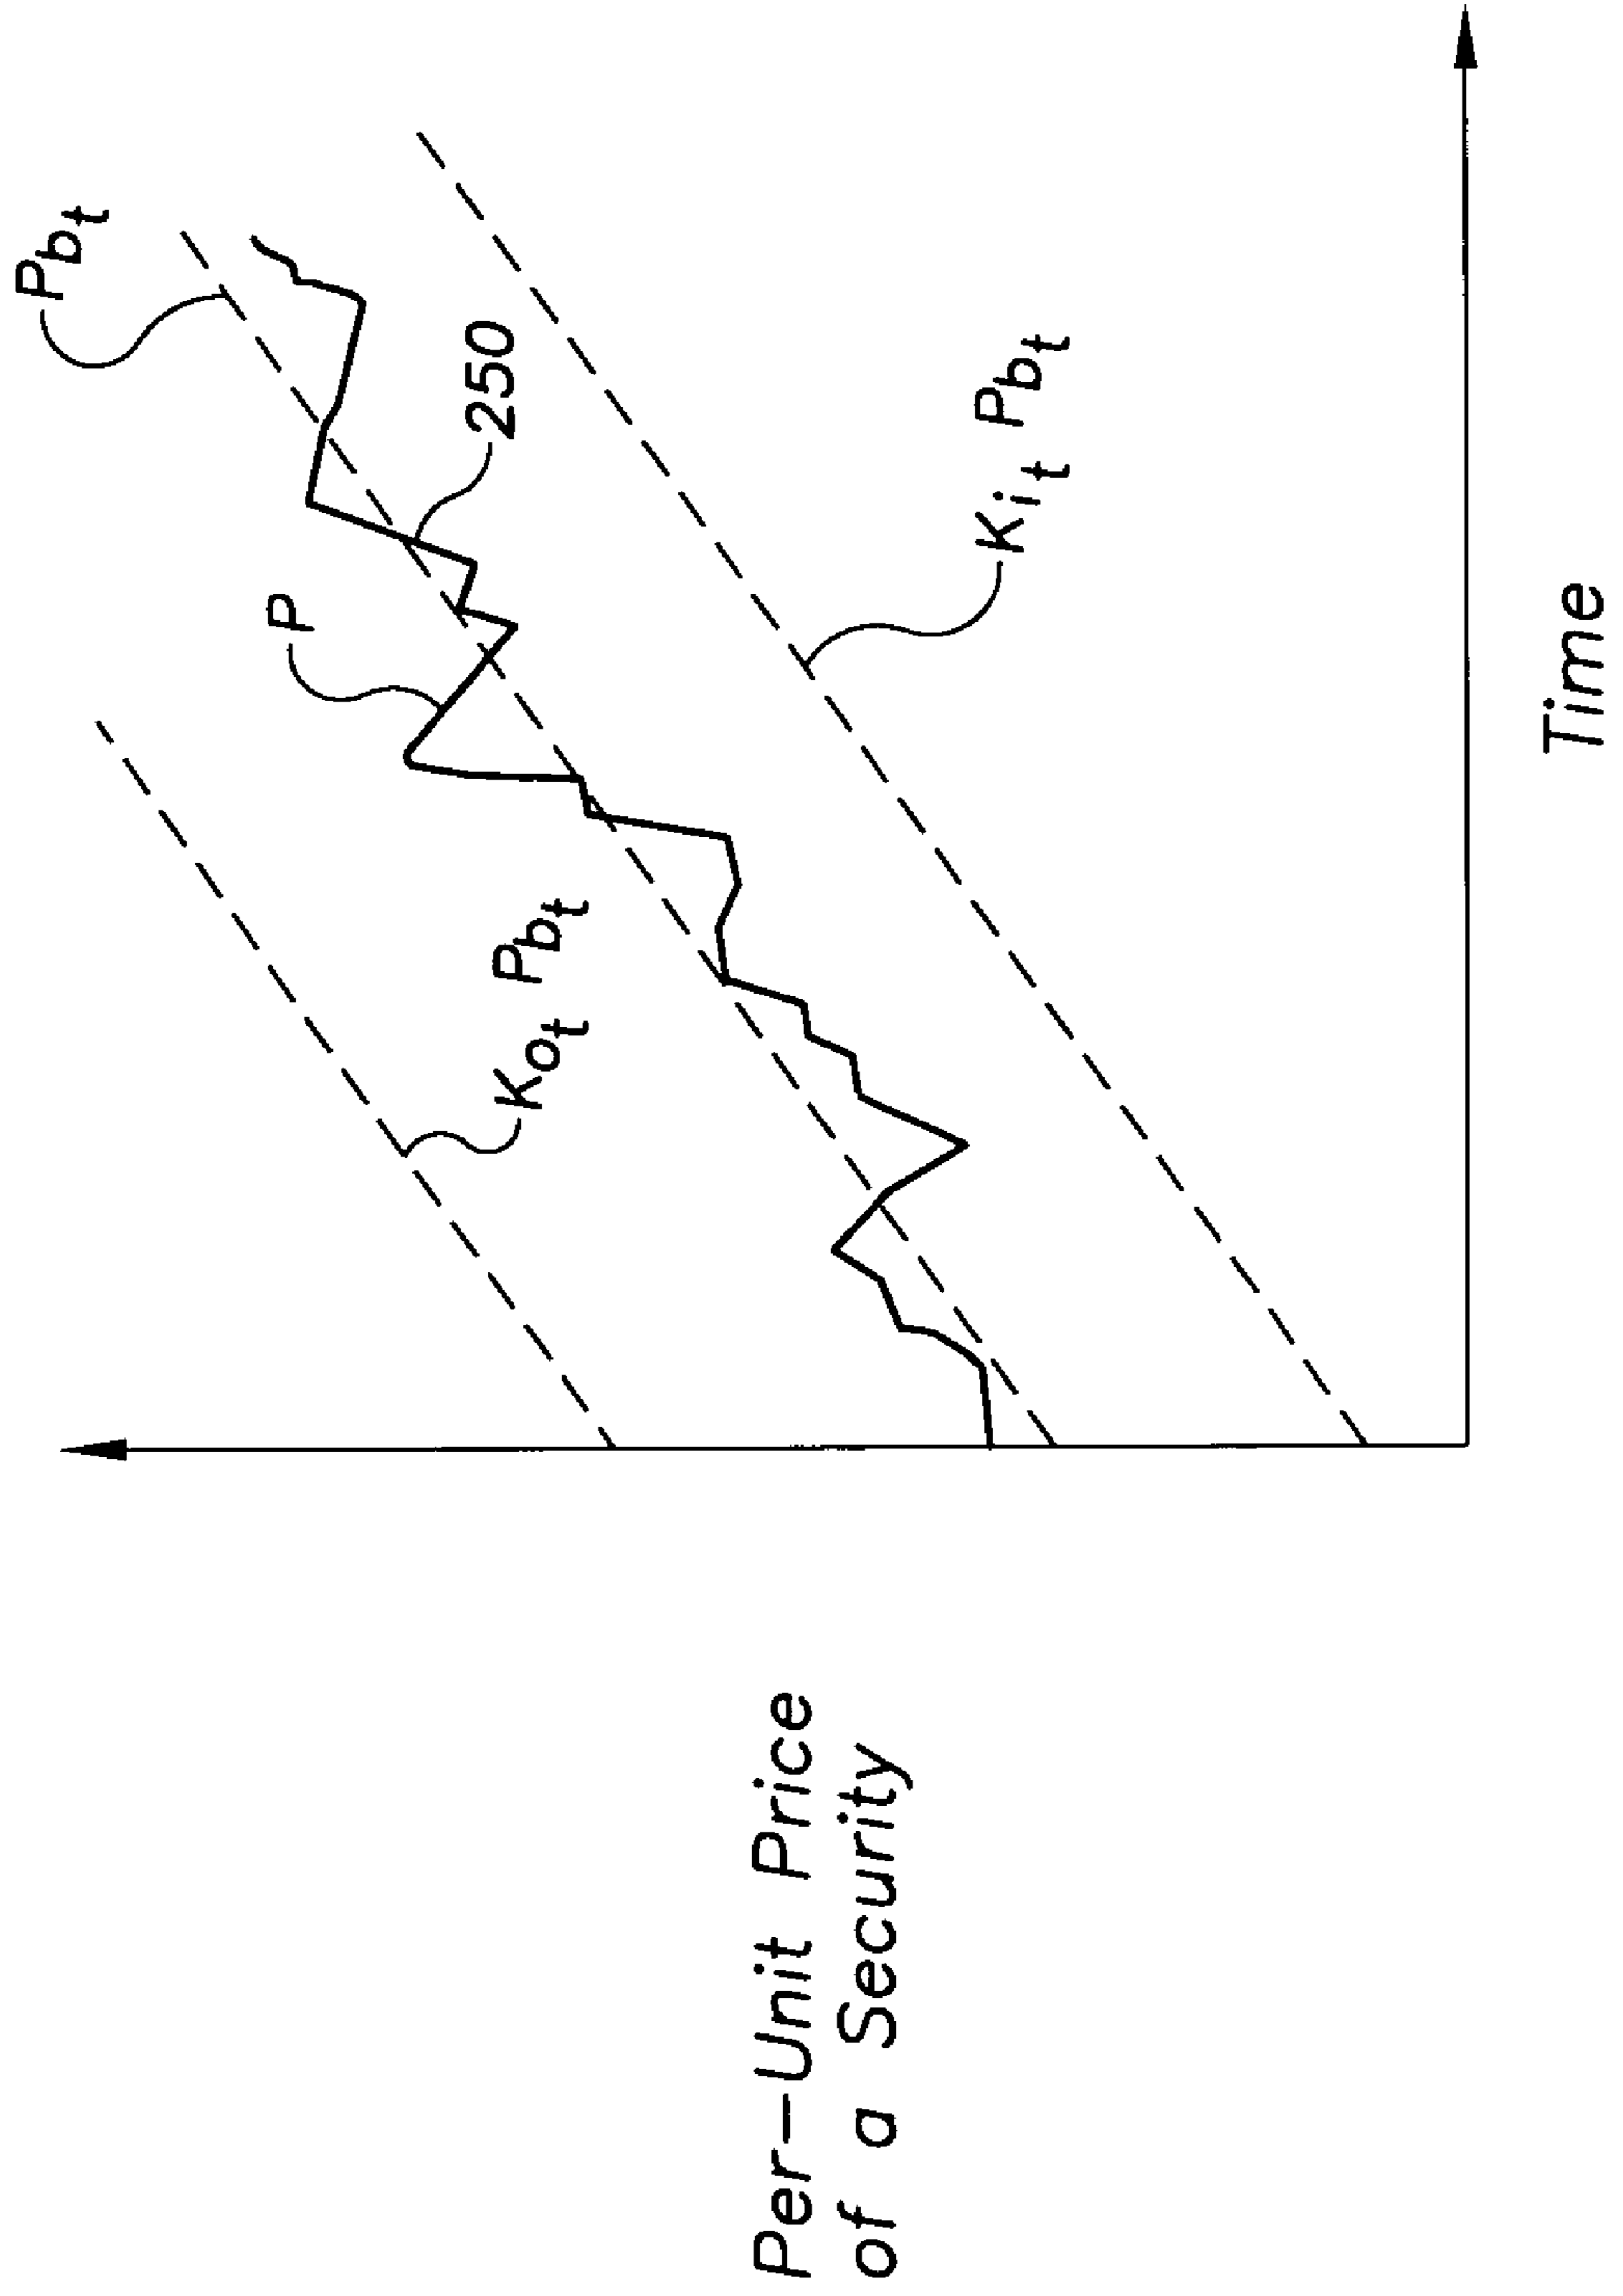 P_bt
P
250
K_ot P_bt
K_it P_bt
Per-Unit Price
of a Security
Time